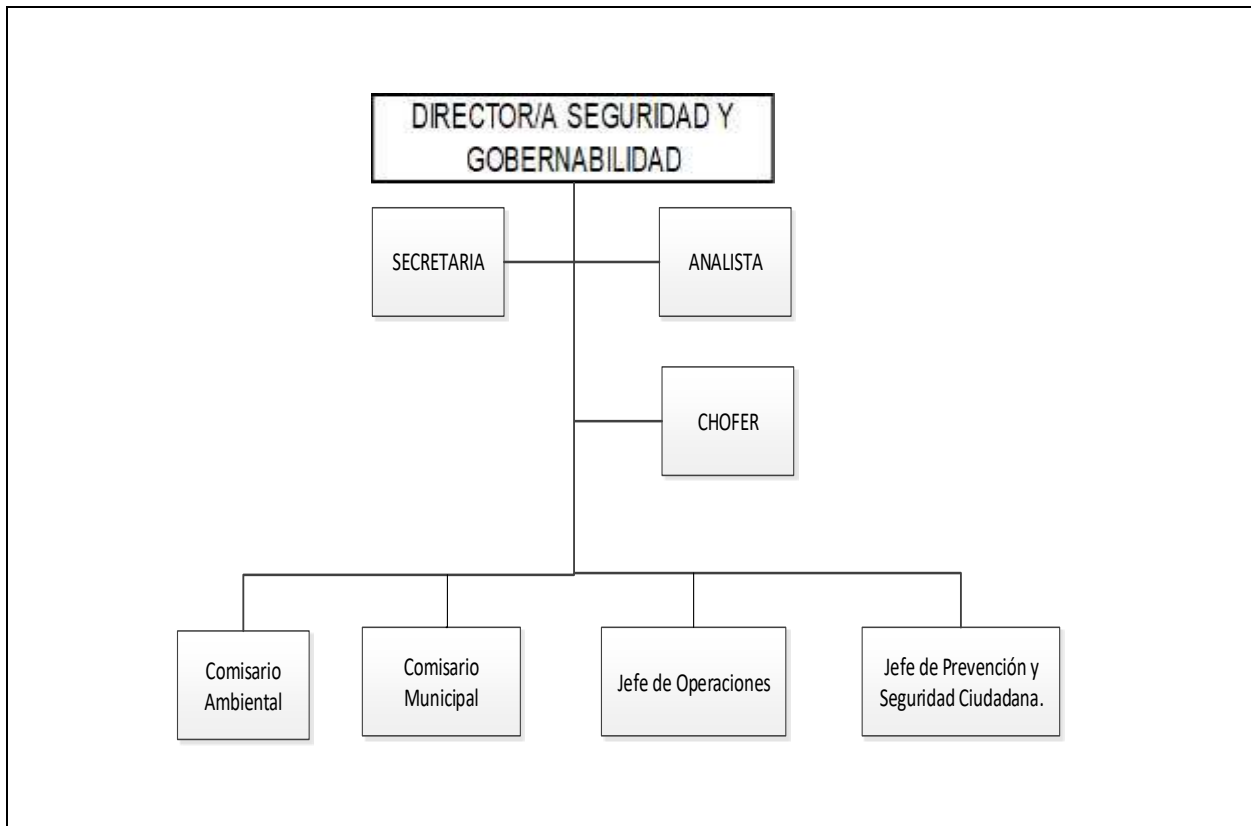 DIRECTOR/A SEGURIDAD Y
GOBERNABILIDAD
SECRETARIA
ANALISTA
CHOFER
Comisario
Ambiental
Comisario
Municipal
Jefe de Operaciones
Jefe de Prevención y
Seguridad Ciudadana.